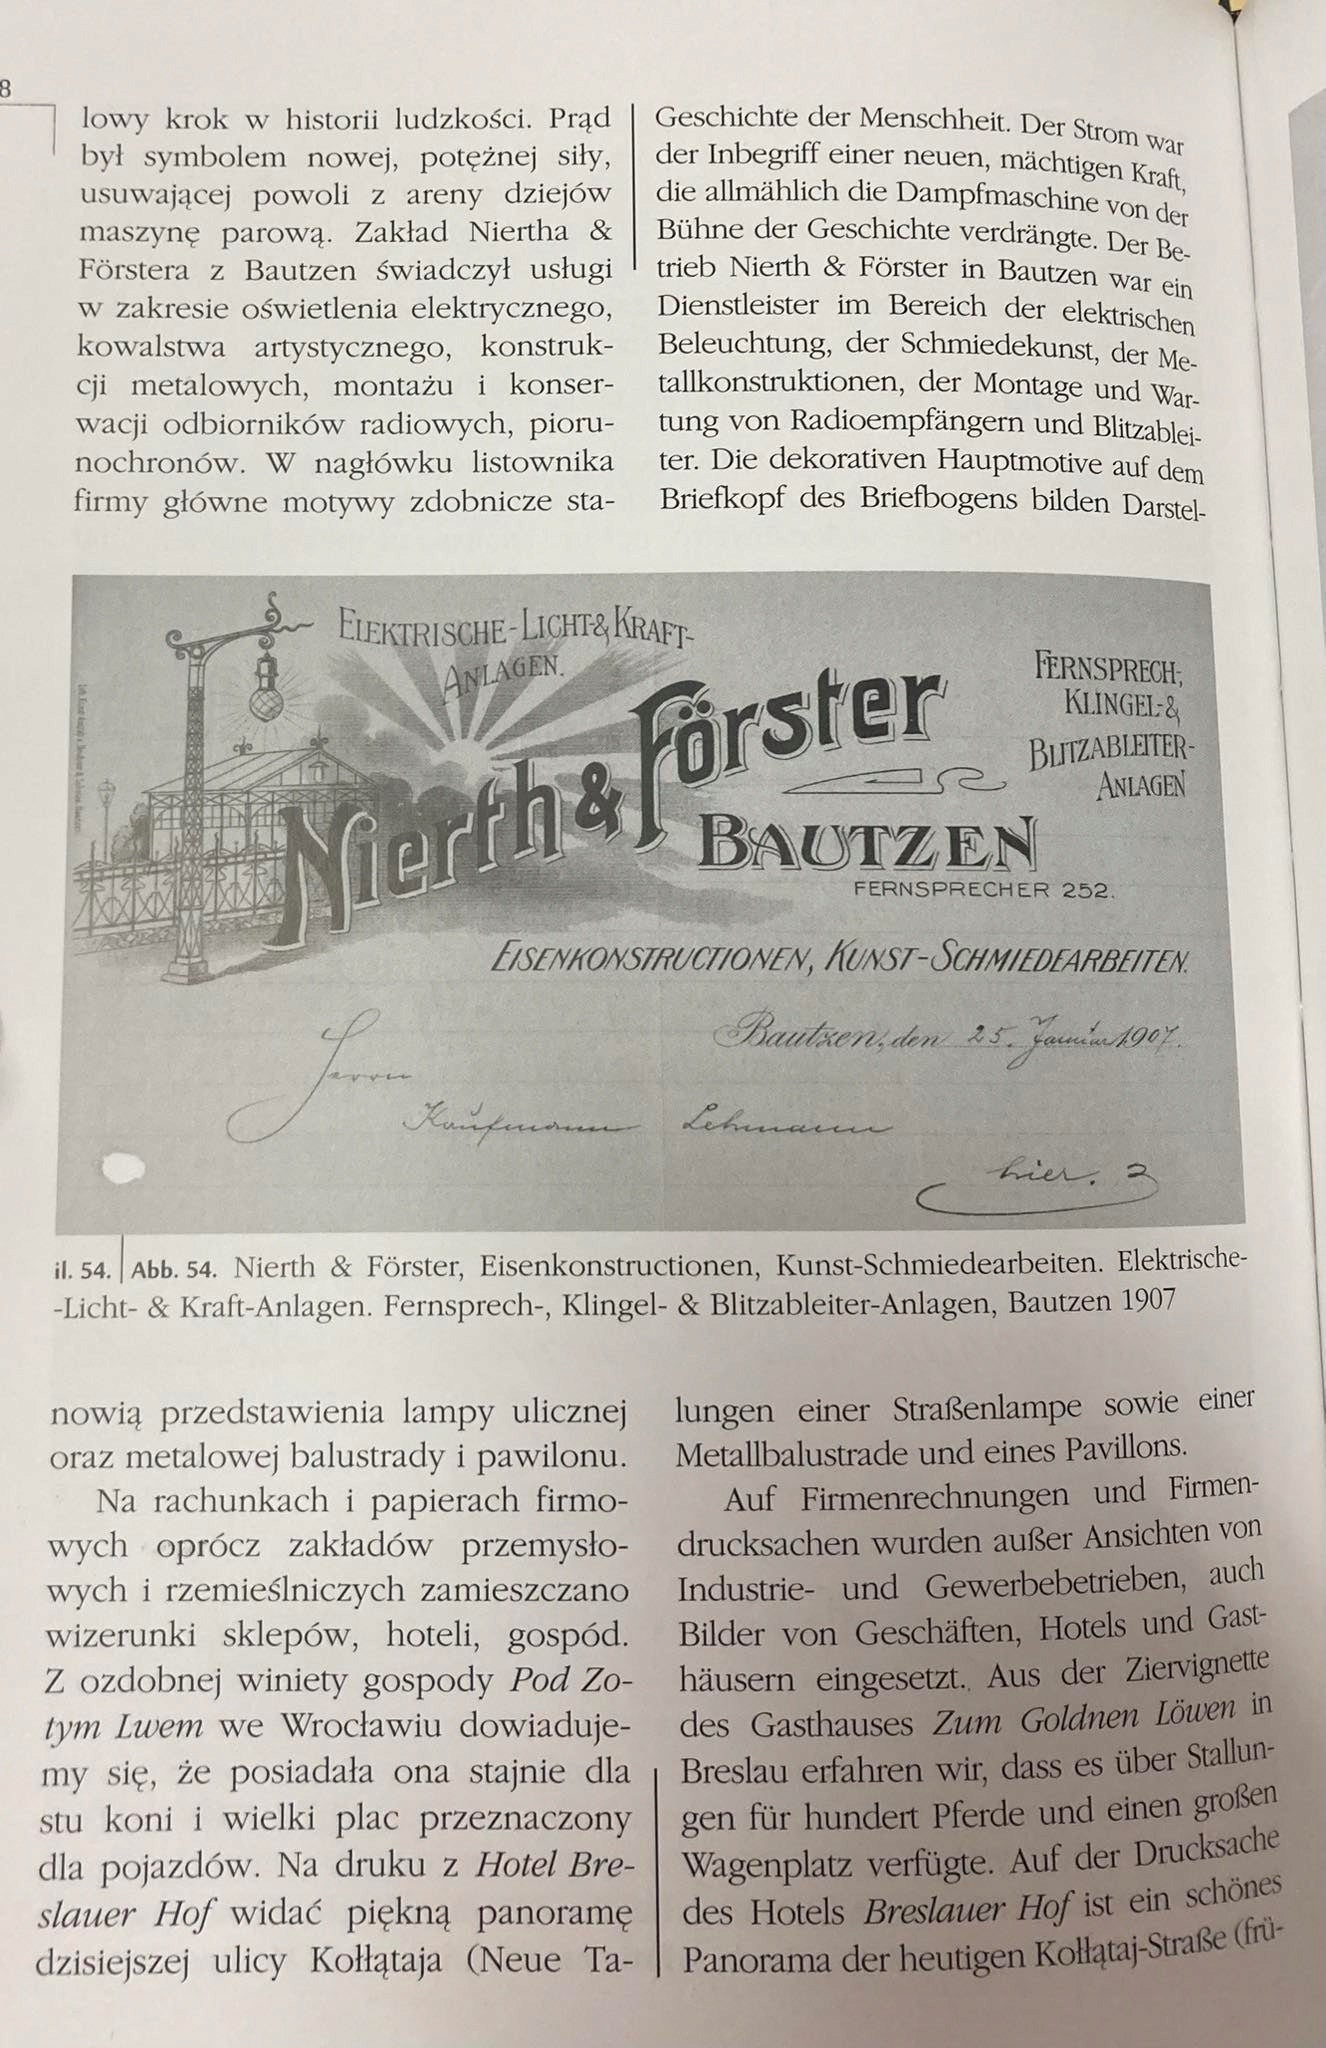 8
lowy krok w historii ludzkości. Prąd
był symbolem nowej, potężnej siły,
usuwającej powoli z areny dziejów
maszynę parową. Zakład Niertha &
Förstera z Bautzen świadczył usługi
w zakresie oświetlenia elektrycznego,
kowalstwa artystycznego, konstruk-
cji metalowych, montażu i konser-
wacji odbiorników radiowych, pioru-
nochronów. W nagłówku listownika
firmy główne motywy zdobnicze sta-
Geschichte der Menschheit. Der Strom war
der Inbegriff einer neuen, mächtigen Kraft,
die allmählich die Dampfmaschine von der
Bühne der Geschichte verdrängte. Der Be-
trieb Nierth & Förster in Bautzen war ein
Dienstleister im Bereich der elektrischen
Beleuchtung, der Schmiedekunst, der Me-
tallkonstruktionen, der Montage und War-
tung von Radioempfängern und Blitzablei-
ter. Die dekorativen Hauptmotive auf dem
Briefkopf des Briefbogens bilden Darstel-
ELEKTRISCHE-LICHT-& KRAFT-
ANLAGEN.
Nierth & Förster
BAUTZEN
FERNSPRECHER 252.
FERNSPRECH-,
KLINGEL-&
BLITZABLEITER-
ANLAGEN
EISENKONSTRUCTIONEN, KUNST-SCHMIEDEARBEITEN.
Bautzen, den 25. Januar 1907.
Herrn
Kaufmann Lehmann
hier.
il. 54. Abb. 54. Nierth & Förster, Eisenkonstructionen, Kunst-Schmiedearbeiten. Elektrische-
-Licht- & Kraft-Anlagen. Fernsprech-, Klingel- & Blitzableiter-Anlagen, Bautzen 1907
nowią przedstawienia lampy ulicznej
oraz metalowej balustrady i pawilonu.
Na rachunkach i papierach firmo-
wych oprócz zakładów przemysło-
wych i rzemieślniczych zamieszczano
wizerunki sklepów, hoteli, gospód.
Z ozdobnej winiety gospody Pod Zo-
tym Lwem we Wrocławiu dowiaduje-
my się, że posiadała ona stajnie dla
stu koni i wielki plac przeznaczony
dla pojazdów. Na druku z Hotel Bre-
slauer Hof widać piękną panoramę
dzisiejszej ulicy Kołłątaja (Neue Ta-
lungen einer Straßenlampe sowie einer
Metallbalustrade und eines Pavillons.
Auf Firmenrechnungen und Firmen-
drucksachen wurden außer Ansichten von
Industrie- und Gewerbebetrieben, auch
Bilder von Geschäften, Hotels und Gast-
häusern eingesetzt. Aus der Ziervignette
des Gasthauses Zum Goldnen Löwen in
Breslau erfahren wir, dass es über Stallun-
gen für hundert Pferde und einen großen
Wagenplatz verfügte. Auf der Drucksache
des Hotels Breslauer Hof ist ein schönes
Panorama der heutigen Kołłątaj-Straße (frü-